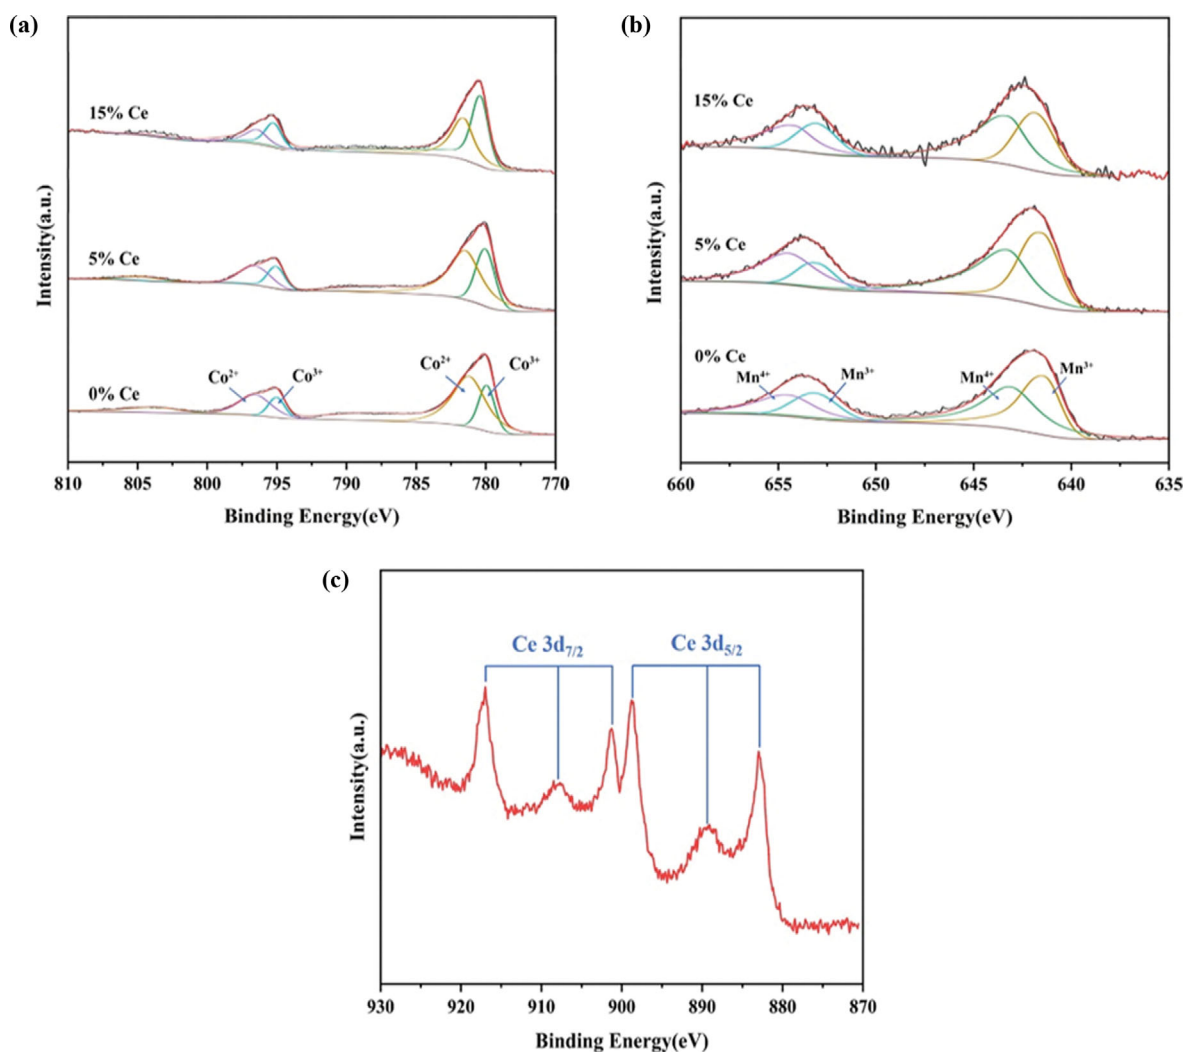 (a)
15% Ce
5% Ce
0% Ce
Co²⁺
Co³⁺
Co²⁺
Co³⁺
Intensity(a.u.)
810 805 800 795 790 785 780 775 770
Binding Energy(eV)
(b)
15% Ce
5% Ce
0% Ce
Mn⁴⁺
Mn³⁺
Mn⁴⁺
Mn³⁺
Intensity(a.u.)
660 655 650 645 640 635
Binding Energy(eV)
(c)
Ce 3d₇/₂
Ce 3d₅/₂
Intensity(a.u.)
930 920 910 900 890 880 870
Binding Energy(eV)